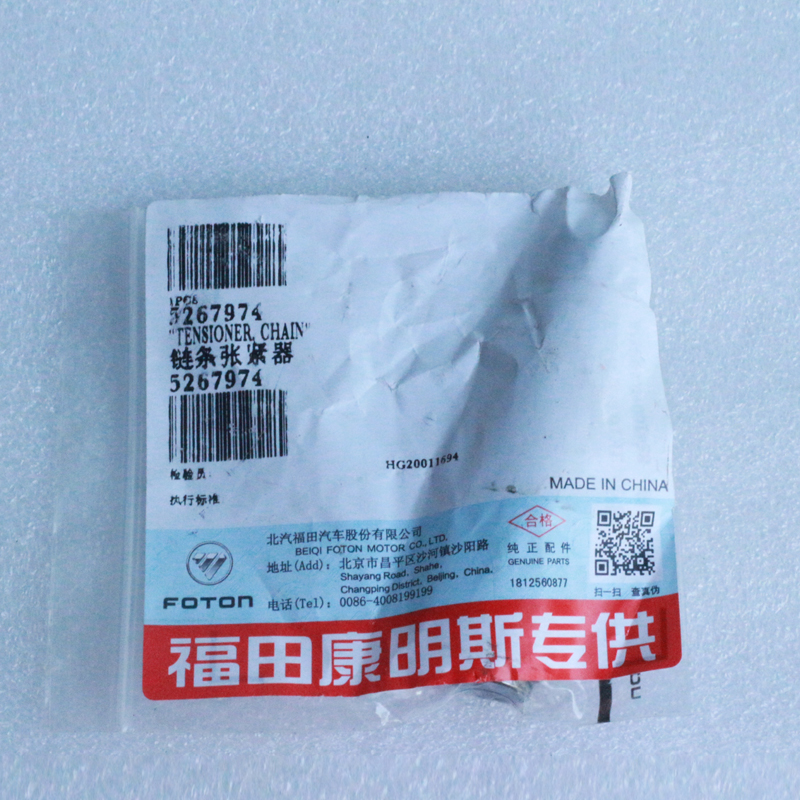 1PCS
5267974
"TENSIONER, CHAIN"
链条张紧器
5267974
检验员
执行标准
HG20011694
MADE IN CHINA
北汽福田汽车股份有限公司
BEIQI FOTON MOTOR CO., LTD.
地址(Add): 北京市昌平区沙河镇沙阳路
Shayang Road, Shahe,
Changping District, Beijing, China.
电话(Tel): 0086-4008199199
FOTON
合格
纯正配件
GENUINE PARTS
1812560877
扫一扫 查真伪
福田康明斯专供